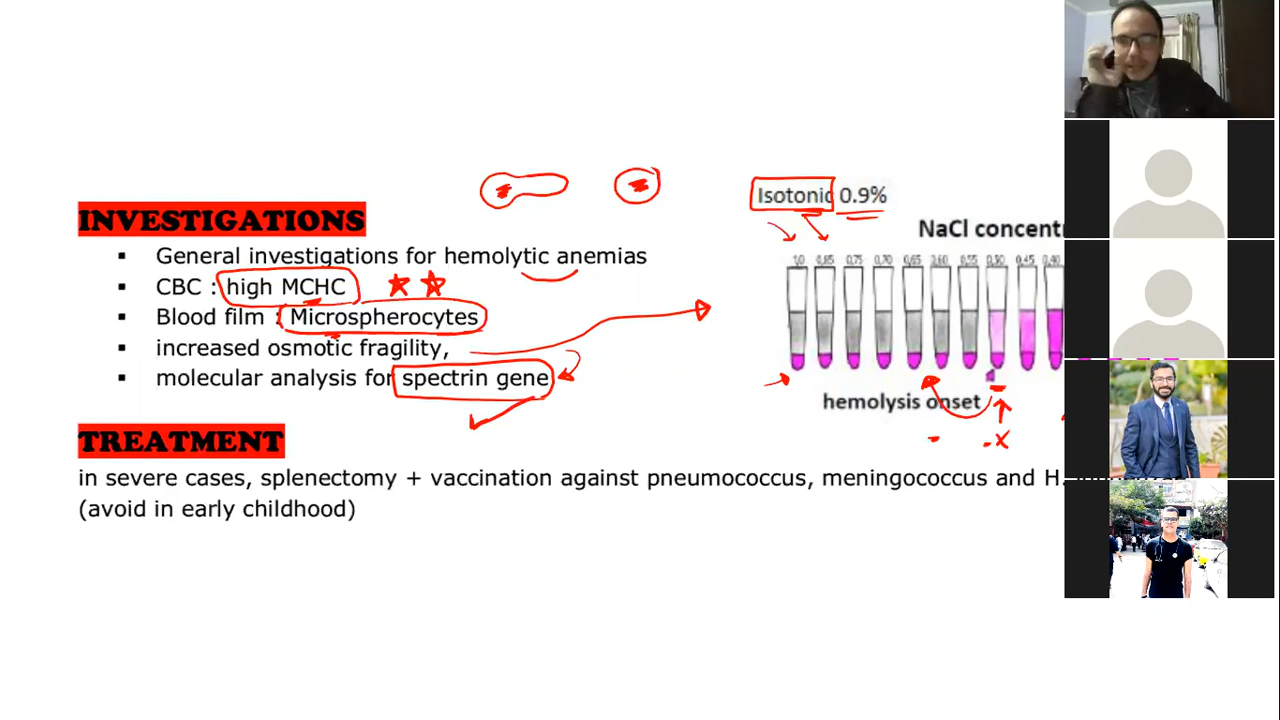 Isotonic 0.9%
NaCl concent
1.0 0.85 0.75 0.70 0.65 0.60 0.55 0.50 0.45 0.40
hemolysis onset
INVESTIGATIONS
▪ General investigations for hemolytic anemias
▪ CBC : high MCHC
▪ Blood film : Microspherocytes
▪ increased osmotic fragility,
▪ molecular analysis for spectrin gene
TREATMENT
in severe cases, splenectomy + vaccination against pneumococcus, meningococcus and H.
(avoid in early childhood)